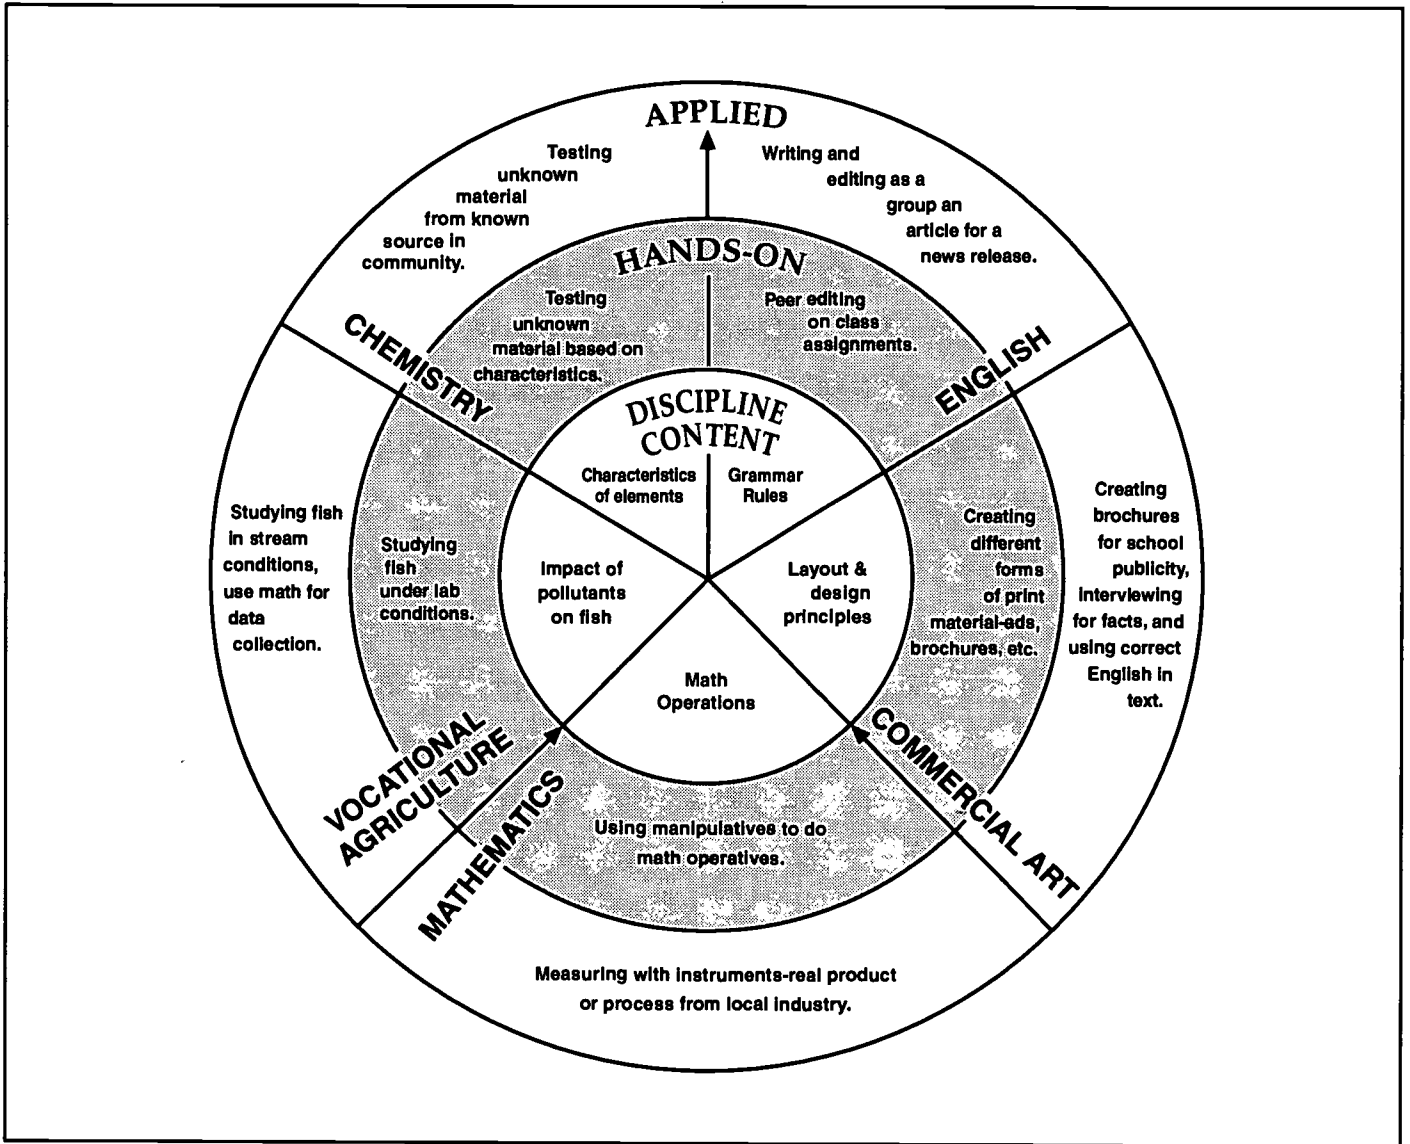 APPLIED
Testing
unknown
material
from known
source in
community.
Writing and
editing as a
group an
article for a
news release.
HANDS-ON
Testing
unknown
material based on
characteristics.
Peer editing
on class
assignments.
CHEMISTRY
ENGLISH
DISCIPLINE
CONTENT
Characteristics
of elements
Grammar
Rules
Studying fish
in stream
conditions,
use math for
data
collection.
Studying
fish
under lab
conditions.
Impact of
pollutants
on fish
Layout &
design
principles
Creating
different
forms
of print
material-ads,
brochures, etc.
Creating
brochures
for school
publicity,
interviewing
for facts, and
using correct
English in
text.
Math
Operations
VOCATIONAL
AGRICULTURE
MATHEMATICS
COMMERCIAL ART
Using manipulatives to do
math operatives.
Measuring with instruments-real product
or process from local industry.